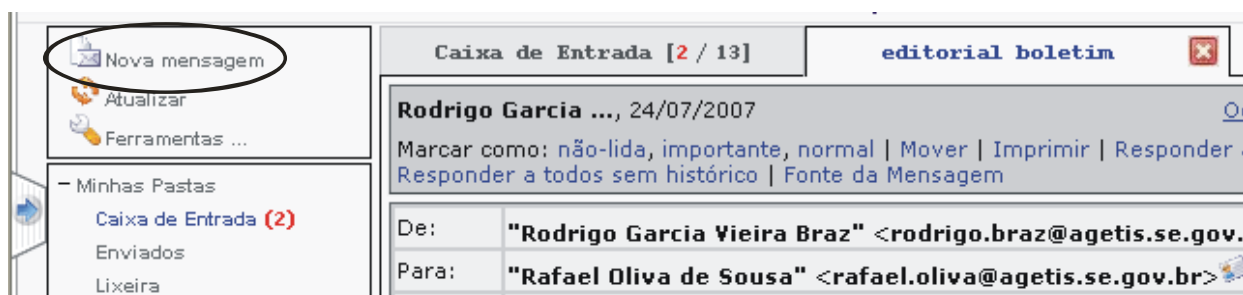 Nova mensagem
Atualizar
Ferramentas ...
− Minhas Pastas
Caixa de Entrada (2)
Enviados
Lixeira
Caixa de Entrada [2 / 13]
editorial boletim
Rodrigo Garcia ..., 24/07/2007
Marcar como: não-lida, importante, normal | Mover | Imprimir | Responder
Responder a todos sem histórico | Fonte da Mensagem
De: "Rodrigo Garcia Vieira Braz" <rodrigo.braz@agetis.se.gov.
Para: "Rafael Oliva de Sousa" <rafael.oliva@agetis.se.gov.br>